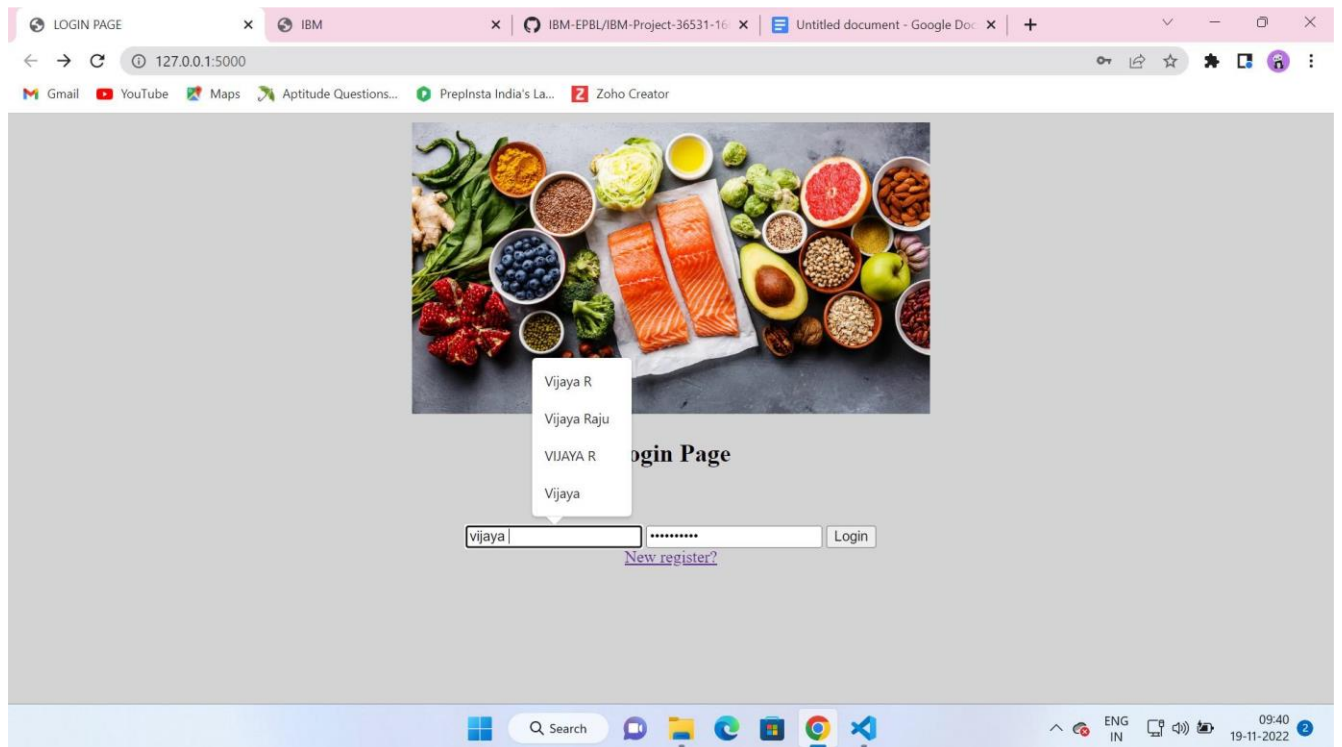 LOGIN PAGE
IBM
IBM-EPBL/IBM-Project-36531-16
Untitled document - Google Doc
127.0.0.1:5000
Gmail YouTube Maps Aptitude Questions... PrepInsta India's La... Zoho Creator
Vijaya R
Vijaya Raju
VIJAYA R
Vijaya
ogin Page
vijaya
•••••••••• Login
New register?
Search
ENG
IN
09:40
19-11-2022
2